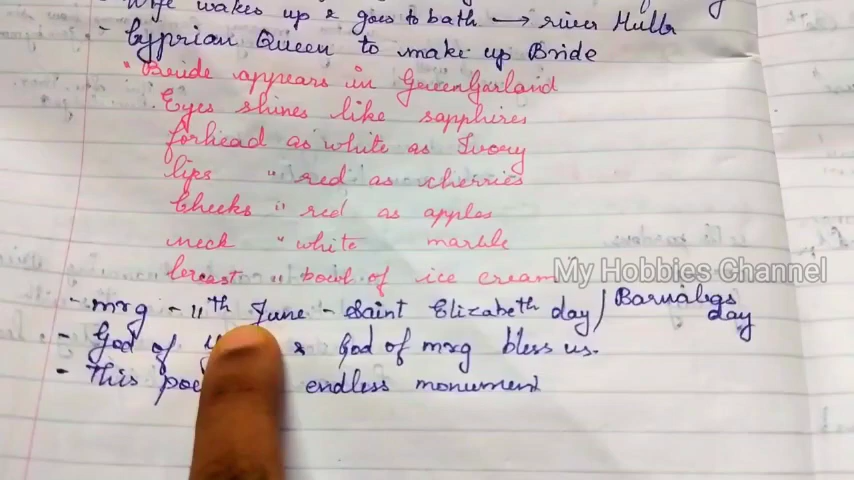 - Wife wakes up & goes to bath → river Mulla
- Cyprian Queen to make up Bride
" Bride appears in Green Garland
. Eyes shines like sapphires
forhead as white as Ivory
lips " red as cherries
Cheeks " red as apples
neck " white marble
breast " bowl of ice cream
My Hobbies Channel
- mrg - 11th June - Saint Elizabeth day / Barnabas day
- God of & God of mrg bless us.
- This endless monument